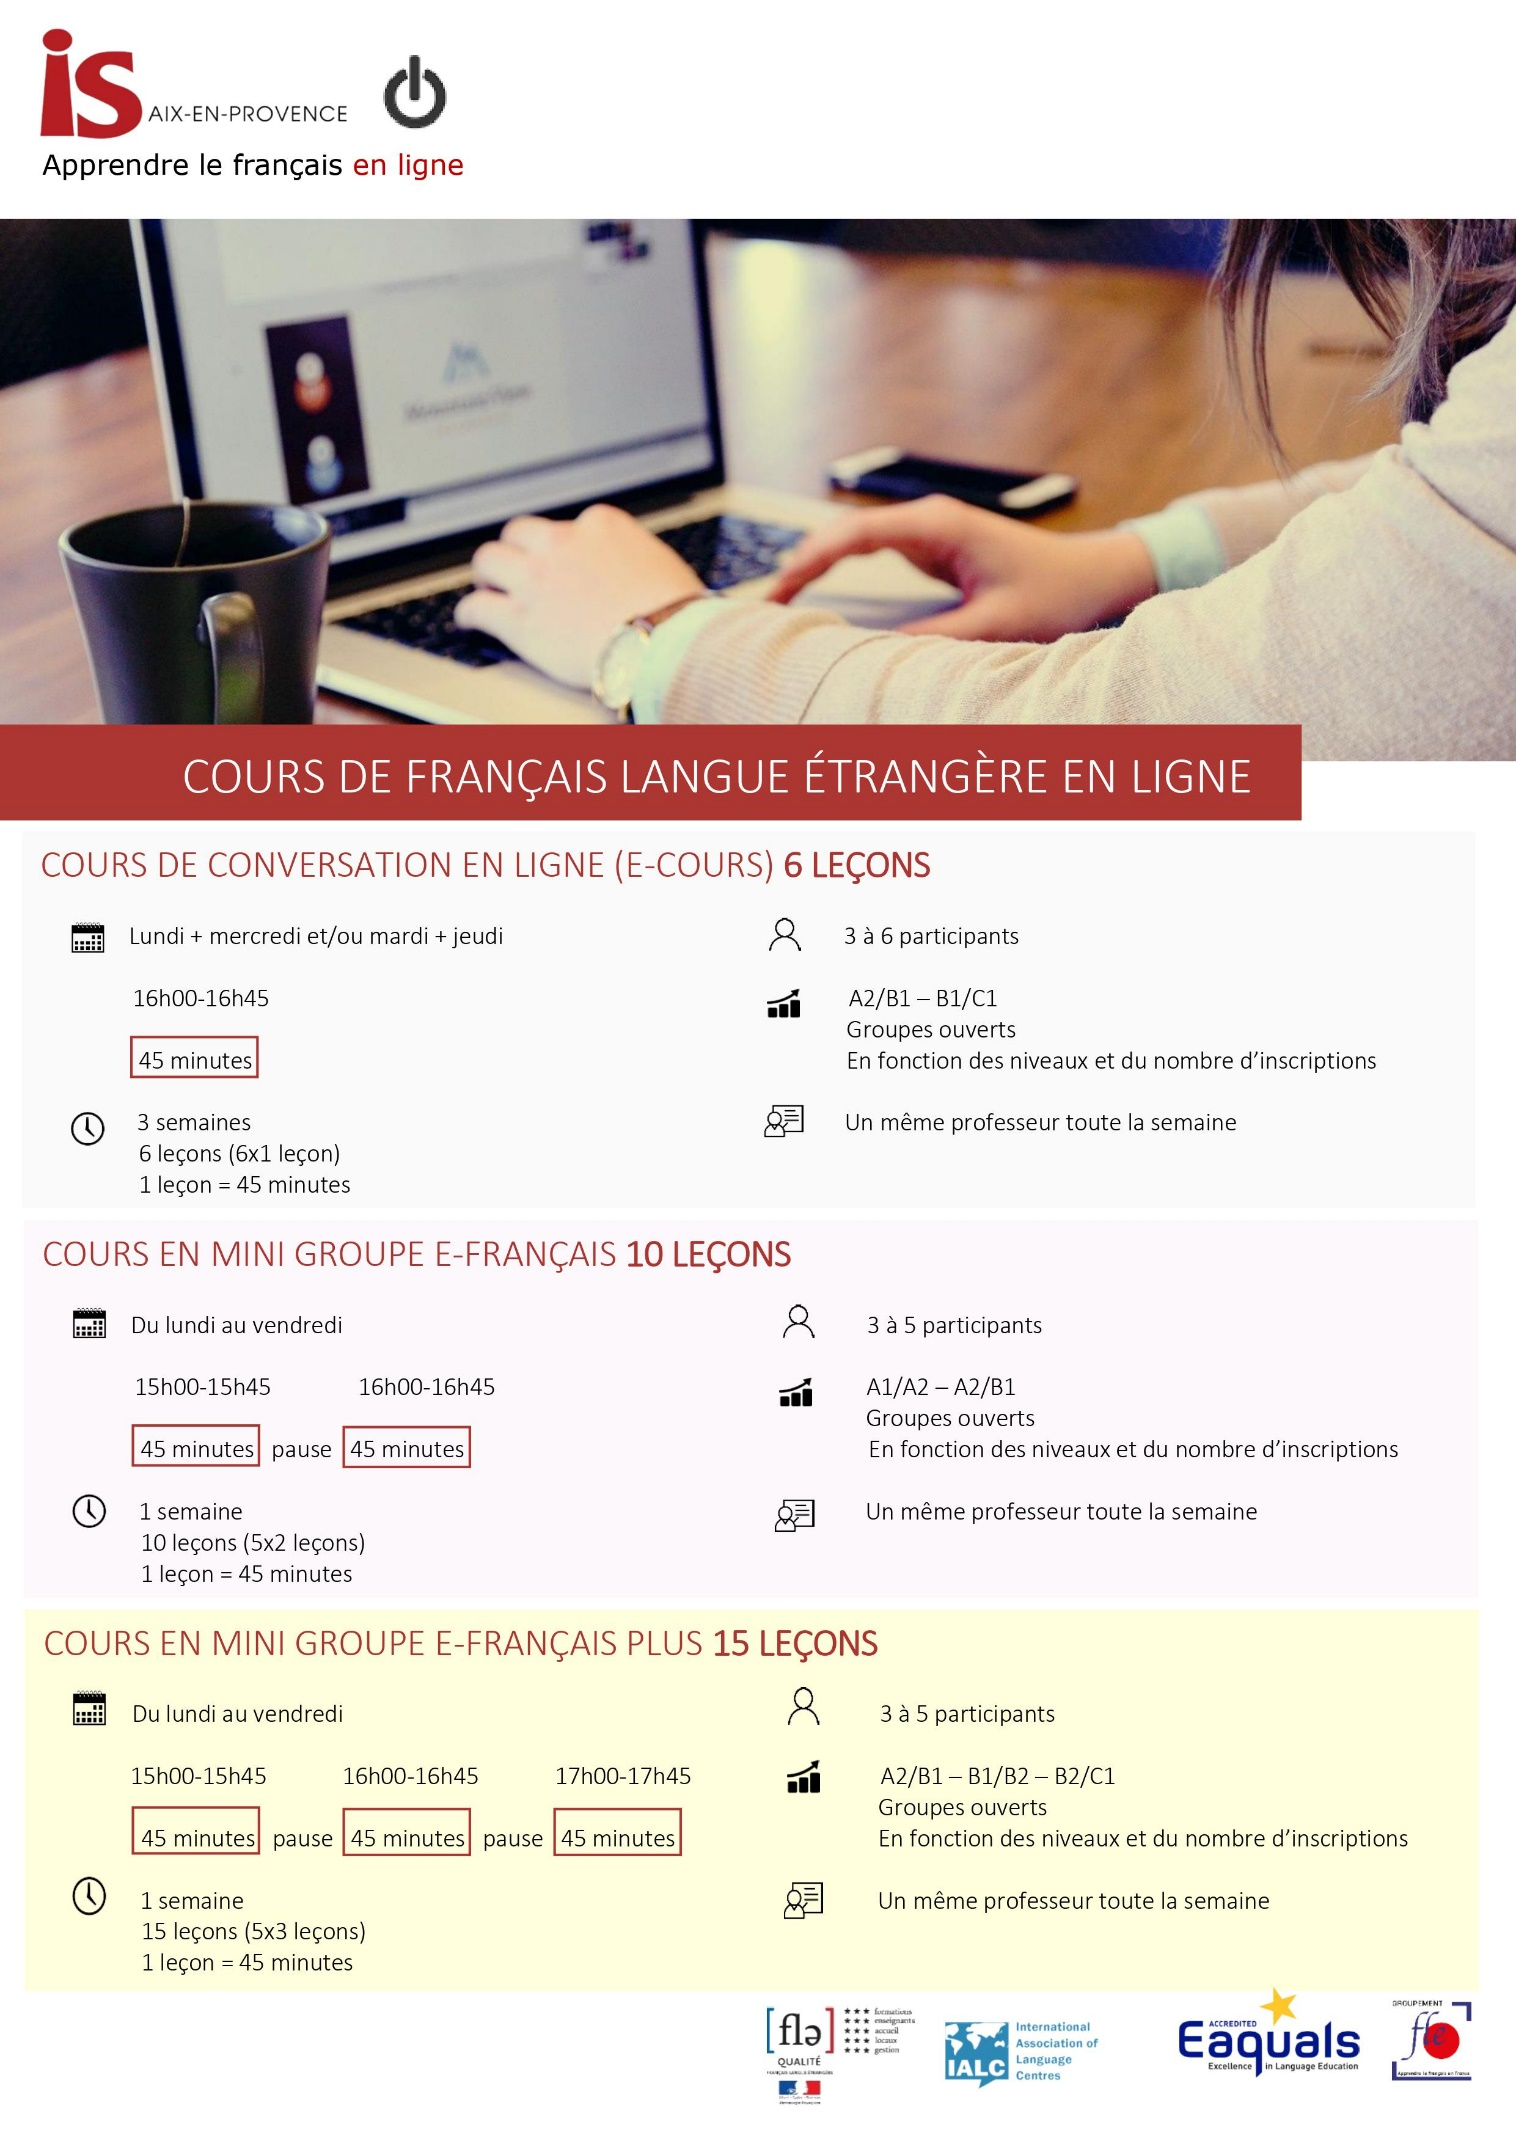 is AIX-EN-PROVENCE
Apprendre le français en ligne
COURS DE FRANÇAIS LANGUE ÉTRANGÈRE EN LIGNE
COURS DE CONVERSATION EN LIGNE (E-COURS) 6 LEÇONS
Lundi + mercredi et/ou mardi + jeudi
16h00-16h45
45 minutes
3 semaines
6 leçons (6x1 leçon)
1 leçon = 45 minutes
3 à 6 participants
A2/B1 – B1/C1
Groupes ouverts
En fonction des niveaux et du nombre d’inscriptions
Un même professeur toute la semaine
COURS EN MINI GROUPE E-FRANÇAIS 10 LEÇONS
Du lundi au vendredi
15h00-15h45 16h00-16h45
45 minutes pause 45 minutes
1 semaine
10 leçons (5x2 leçons)
1 leçon = 45 minutes
3 à 5 participants
A1/A2 – A2/B1
Groupes ouverts
En fonction des niveaux et du nombre d’inscriptions
Un même professeur toute la semaine
COURS EN MINI GROUPE E-FRANÇAIS PLUS 15 LEÇONS
Du lundi au vendredi
15h00-15h45 16h00-16h45 17h00-17h45
45 minutes pause 45 minutes pause 45 minutes
1 semaine
15 leçons (5x3 leçons)
1 leçon = 45 minutes
3 à 5 participants
A2/B1 – B1/B2 – B2/C1
Groupes ouverts
En fonction des niveaux et du nombre d’inscriptions
Un même professeur toute la semaine
[flə]
QUALITÉ
FRANÇAIS LANGUE ÉTRANGÈRE
formations
enseignants
accueil
locaux
gestion
IALC
International
Association of
Language
Centres
ACCREDITED
Eaquals
Excellence in Language Education
GROUPEMENT
fle
Apprendre le français en France